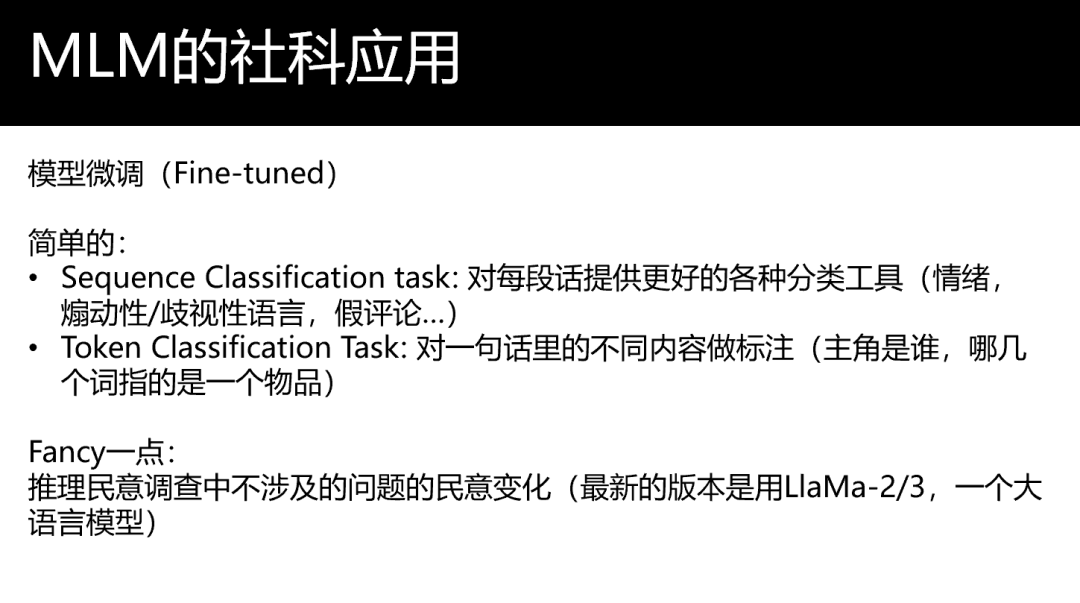 MLM的社科应用
模型微调（Fine-tuned）
简单的：
• Sequence Classification task: 对每段话提供更好的各种分类工具（情绪，
煽动性/歧视性语言，假评论…）
• Token Classification Task: 对一句话里的不同内容做标注（主角是谁，哪几
个词指的是一个物品）
Fancy一点：
推理民意调查中不涉及的问题的民意变化（最新的版本是用LlaMa-2/3，一个大
语言模型）